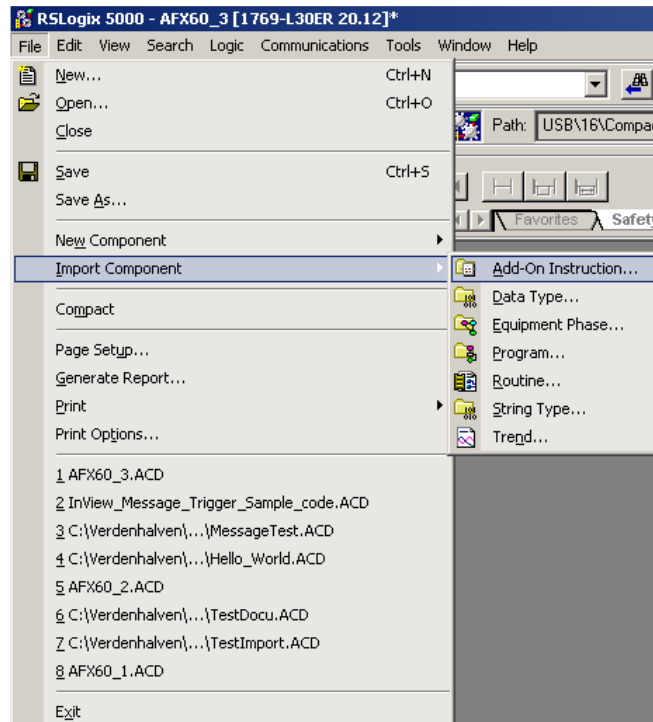 RSLogix 5000 - AFX60_3 [1769-L30ER 20.12]*
File Edit View Search Logic Communications Tools Window Help
New... Ctrl+N
Open... Ctrl+O
Close
Path: USB\16\Compa
Save Ctrl+S
Save As...
Favorites Safety
New Component
Import Component
Add-On Instruction...
Data Type...
Compact
Equipment Phase...
Program...
Page Setup...
Generate Report...
Routine...
Print
String Type...
Print Options...
Trend...
1 AFX60_3.ACD
2 InView_Message_Trigger_Sample_code.ACD
3 C:\Verdenhalven\...\MessageTest.ACD
4 C:\Verdenhalven\...\Hello_World.ACD
5 AFX60_2.ACD
6 C:\Verdenhalven\...\TestDocu.ACD
7 C:\Verdenhalven\...\TestImport.ACD
8 AFX60_1.ACD
Exit